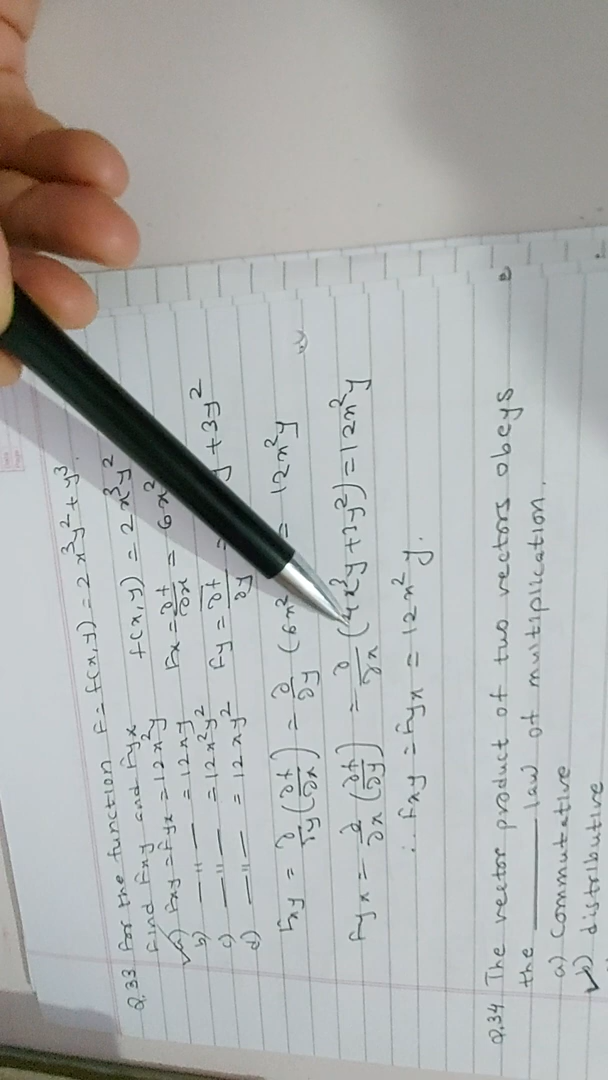 Q.33 For the function F = f(x,y) = 2x³y² + y³.
Find Fxy and Fyx
f(x,y) = 2x³y²
a) Fxy = Fyx = 12x²y
Fx = ∂f/∂x = 6x²
b) —"— = 12xy
c) —"— = 12x²y²
Fy = ∂f/∂y = y + 3y²
d) —"— = 12xy²
Fxy = ∂/∂y (∂f/∂x) = ∂/∂y (6x² = 12x²y
Fyx = ∂/∂x (∂f/∂y) = ∂/∂x (4x²y + 3y²) = 12x²y
∴ Fxy = Fyx = 12x²y.
Q.34 The vector product of two vectors obeys
the ____ law of multiplication.
a) Commutative
b) distributive